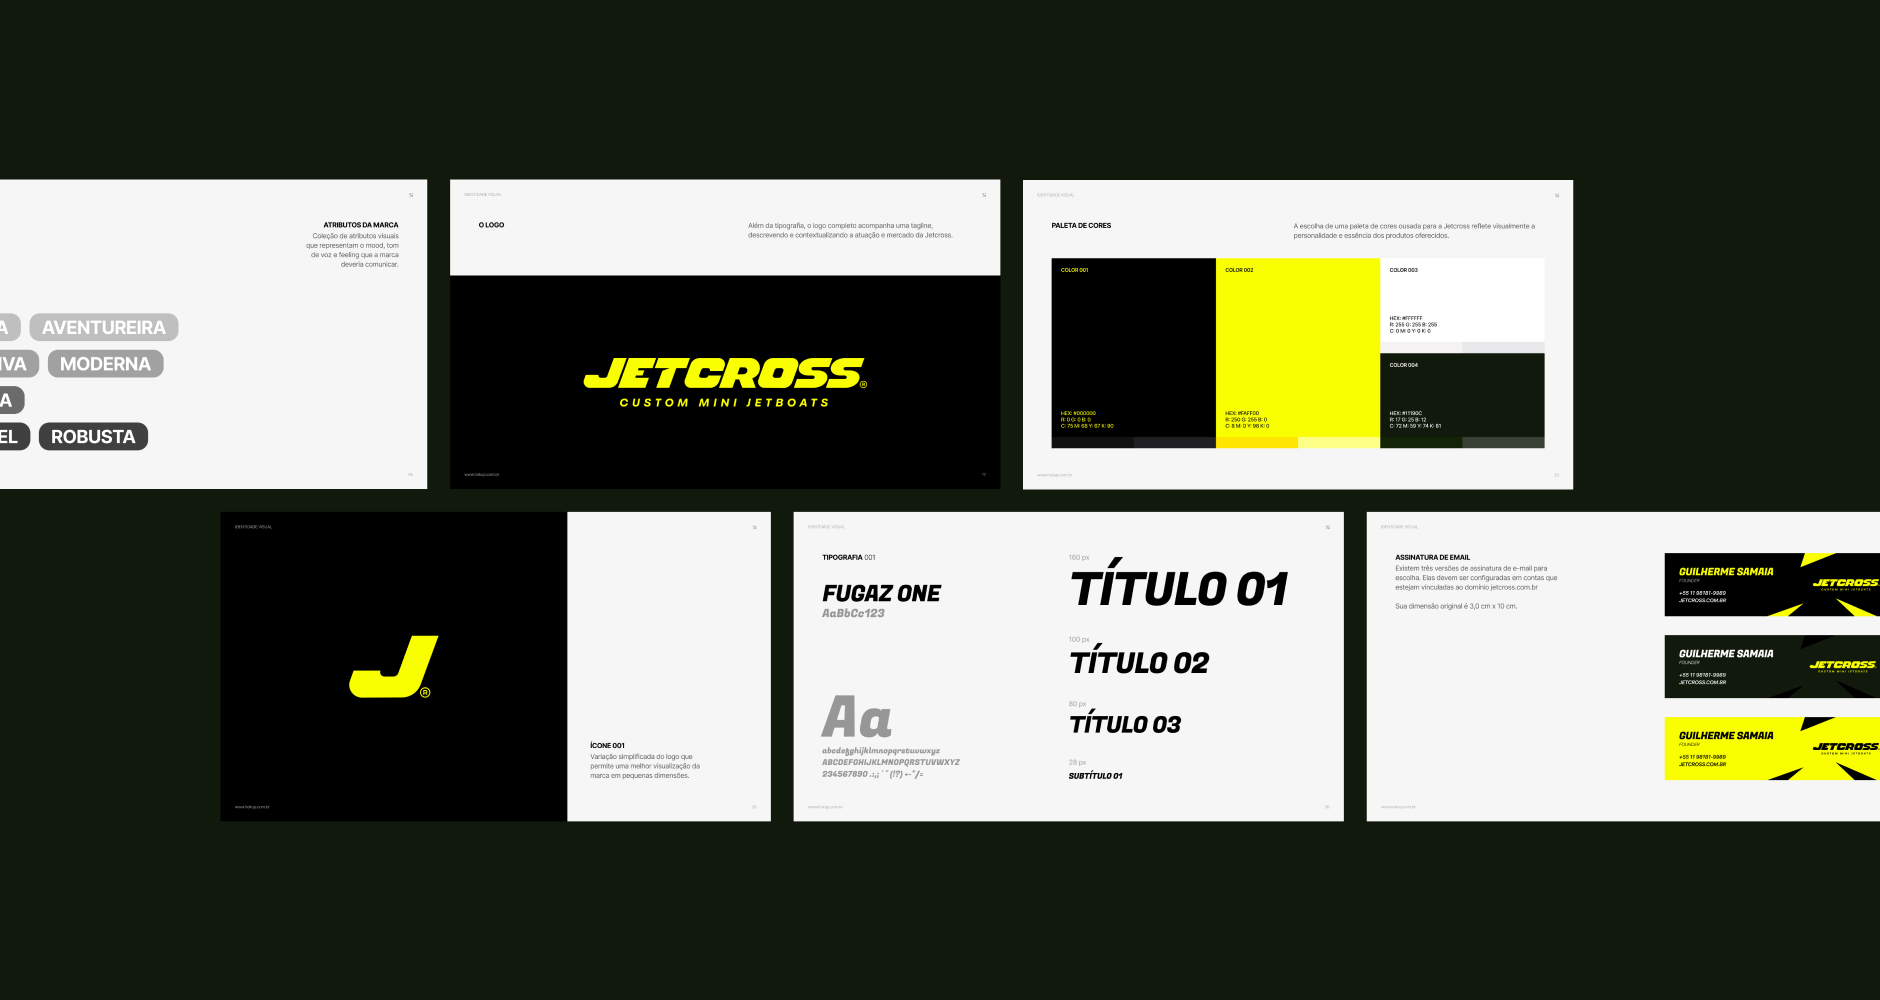 ATRIBUTOS DA MARCA
Coleção de atributos visuais
que representam o mood, tom
de voz e feeling que a marca
deveria comunicar.
A
AVENTUREIRA
IVA
MODERNA
A
EL
ROBUSTA
IDENTIDADE VISUAL
O LOGO
Além da tipografia, o logo completo acompanha uma tagline,
descrevendo e contextualizando a atuação e mercado da Jetcross.
JETCROSS®
CUSTOM MINI JETBOATS
IDENTIDADE VISUAL
PALETA DE CORES
A escolha de uma paleta de cores ousada para a Jetcross reflete visualmente a
personalidade e essência dos produtos oferecidos.
COLOR 001
HEX: #000000
R: 0 G: 0 B: 0
C: 75 M: 68 Y: 67 K: 90
COLOR 002
HEX: #FAFF00
R: 250 G: 255 B: 0
C: 8 M: 0 Y: 98 K: 0
COLOR 003
HEX: #FFFFFF
R: 255 G: 255 B: 255
C: 0 M: 0 Y: 0 K: 0
COLOR 004
HEX: #11190C
R: 17 G: 25 B: 12
C: 72 M: 59 Y: 74 K: 81
IDENTIDADE VISUAL
J®
ÍCONE 001
Variação simplificada do logo que
permite uma melhor visualização da
marca em pequenas dimensões.
IDENTIDADE VISUAL
TIPOGRAFIA 001
FUGAZ ONE
AaBbCc123
Aa
abcdefghijklmnopqrstuvwxyz
ABCDEFGHIJKLMNOPQRSTUVWXYZ
160 px
TÍTULO 01
100 px
TÍTULO 02
80 px
TÍTULO 03
28 px
SUBTÍTULO 01
IDENTIDADE VISUAL
ASSINATURA DE EMAIL
Existem três versões de assinatura de e-mail para
escolha. Elas devem ser configuradas em contas que
estejam vinculadas ao domínio jetcross.com.br
Sua dimensão original é 3,0 cm x 10 cm.
GUILHERME SAMAIA
FOUNDER
+55 11 98181-9989
JETCROSS.COM.BR
JETCROSS
CUSTOM MINI JETBOATS
GUILHERME SAMAIA
FOUNDER
+55 11 98181-9989
JETCROSS.COM.BR
JETCROSS
CUSTOM MINI JETBOATS
GUILHERME SAMAIA
FOUNDER
+55 11 98181-9989
JETCROSS.COM.BR
JETCROSS
CUSTOM MINI JETBOATS